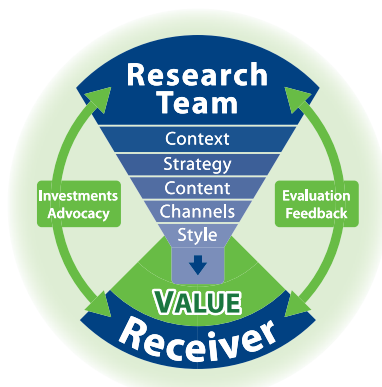 Research
Team
Context
Strategy
Content
Channels
Style
Investments
Advocacy
Evaluation
Feedback
VALUE
Receiver